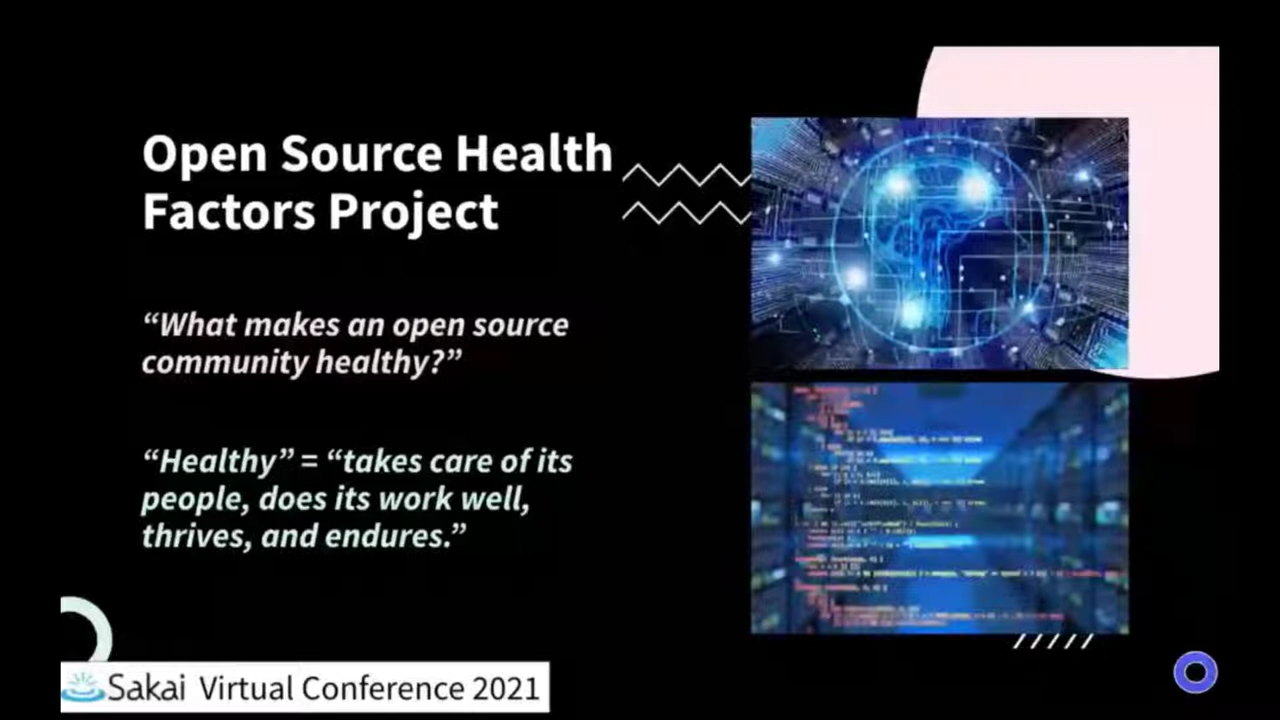 Open Source Health
Factors Project
“What makes an open source
community healthy?”
“Healthy” = “takes care of its
people, does its work well,
thrives, and endures.”
Sakai Virtual Conference 2021